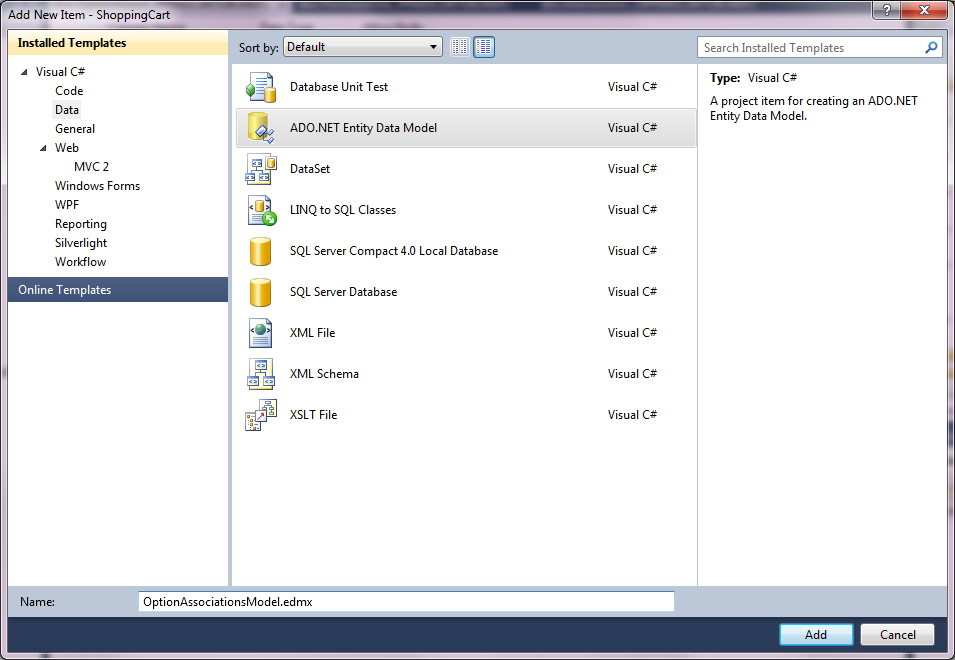 Add New Item - ShoppingCart
?
Installed Templates
Sort by: Default
Search Installed Templates
Visual C#
Code
Data
General
Web
MVC 2
Windows Forms
WPF
Reporting
Silverlight
Workflow
Online Templates
Database Unit Test Visual C#
ADO.NET Entity Data Model Visual C#
DataSet Visual C#
LINQ to SQL Classes Visual C#
SQL Server Compact 4.0 Local Database Visual C#
SQL Server Database Visual C#
XML File Visual C#
XML Schema Visual C#
XSLT File Visual C#
Type: Visual C#
A project item for creating an ADO.NET
Entity Data Model.
Name: OptionAssociationsModel.edmx
Add Cancel